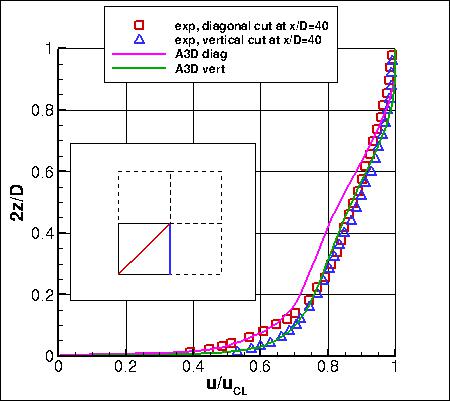 exp, diagonal cut at x/D=40
exp, vertical cut at x/D=40
A3D diag
A3D vert
1
0.8
0.6
0.4
0.2
0
2z/D
0 0.2 0.4 0.6 0.8 1
u/uCL